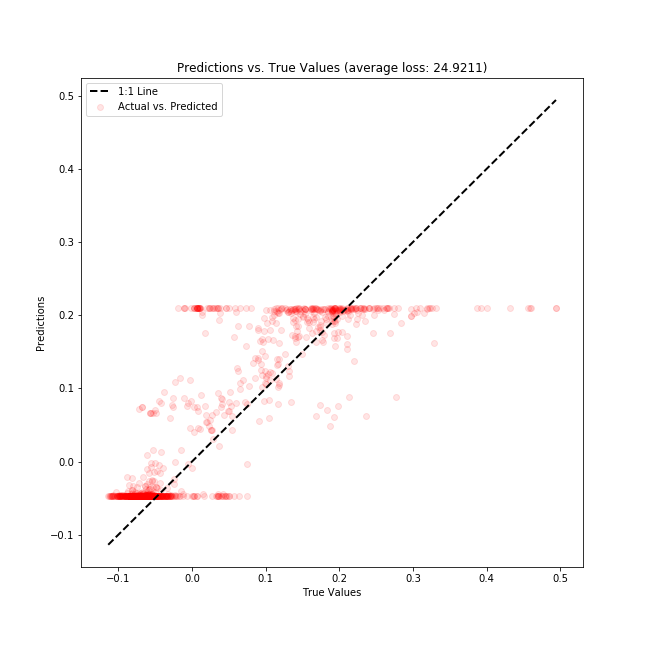 Predictions vs. True Values (average loss: 24.9211)
1:1 Line
Actual vs. Predicted
0.5
0.4
0.3
0.2
0.1
0.0
−0.1
Predictions
−0.1 0.0 0.1 0.2 0.3 0.4 0.5
True Values